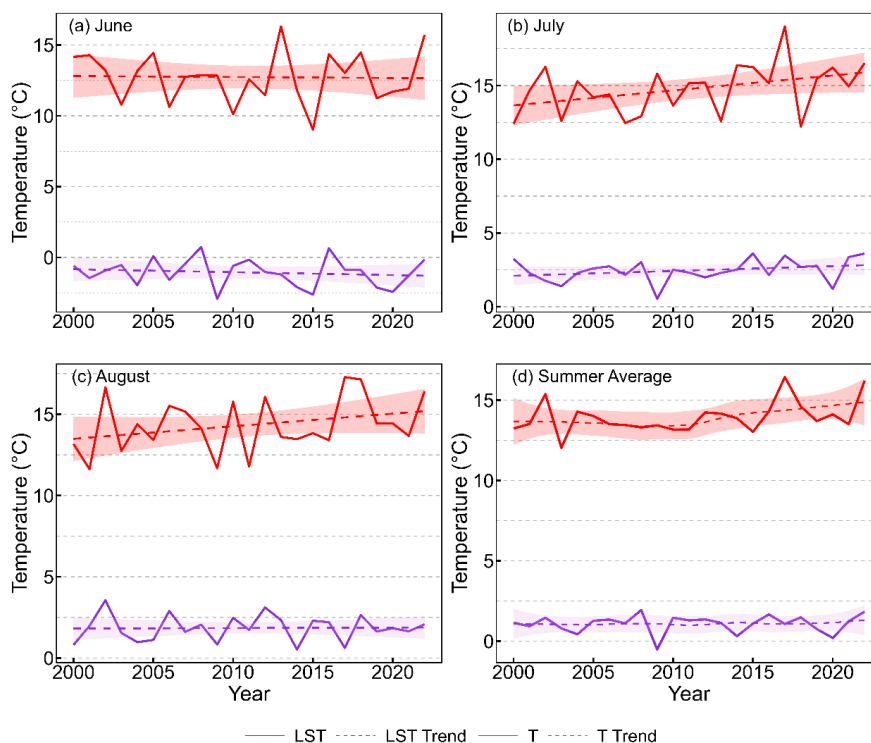 (a) June
15
10
5
0
Temperature (°C)
2000 2005 2010 2015 2020
(b) July
15
10
5
0
Temperature (°C)
2000 2005 2010 2015 2020
(c) August
15
10
5
0
Temperature (°C)
2000 2005 2010 2015 2020
Year
(d) Summer Average
15
10
5
0
Temperature (°C)
2000 2005 2010 2015 2020
Year
LST LST Trend T T Trend